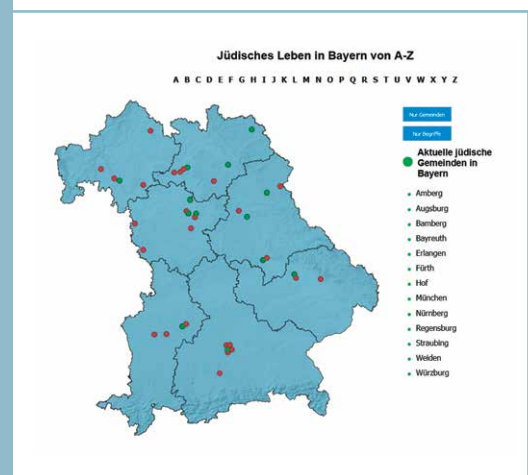 Jüdisches Leben in Bayern von A-Z
A B C D E F G H I J K L M N O P Q R S T U V W X Y Z
Nur Gemeinden
Nur Begriffe
Aktuelle jüdische
Gemeinden in
Bayern
Amberg
Augsburg
Bamberg
Bayreuth
Erlangen
Fürth
Hof
München
Nürnberg
Regensburg
Straubing
Weiden
Würzburg